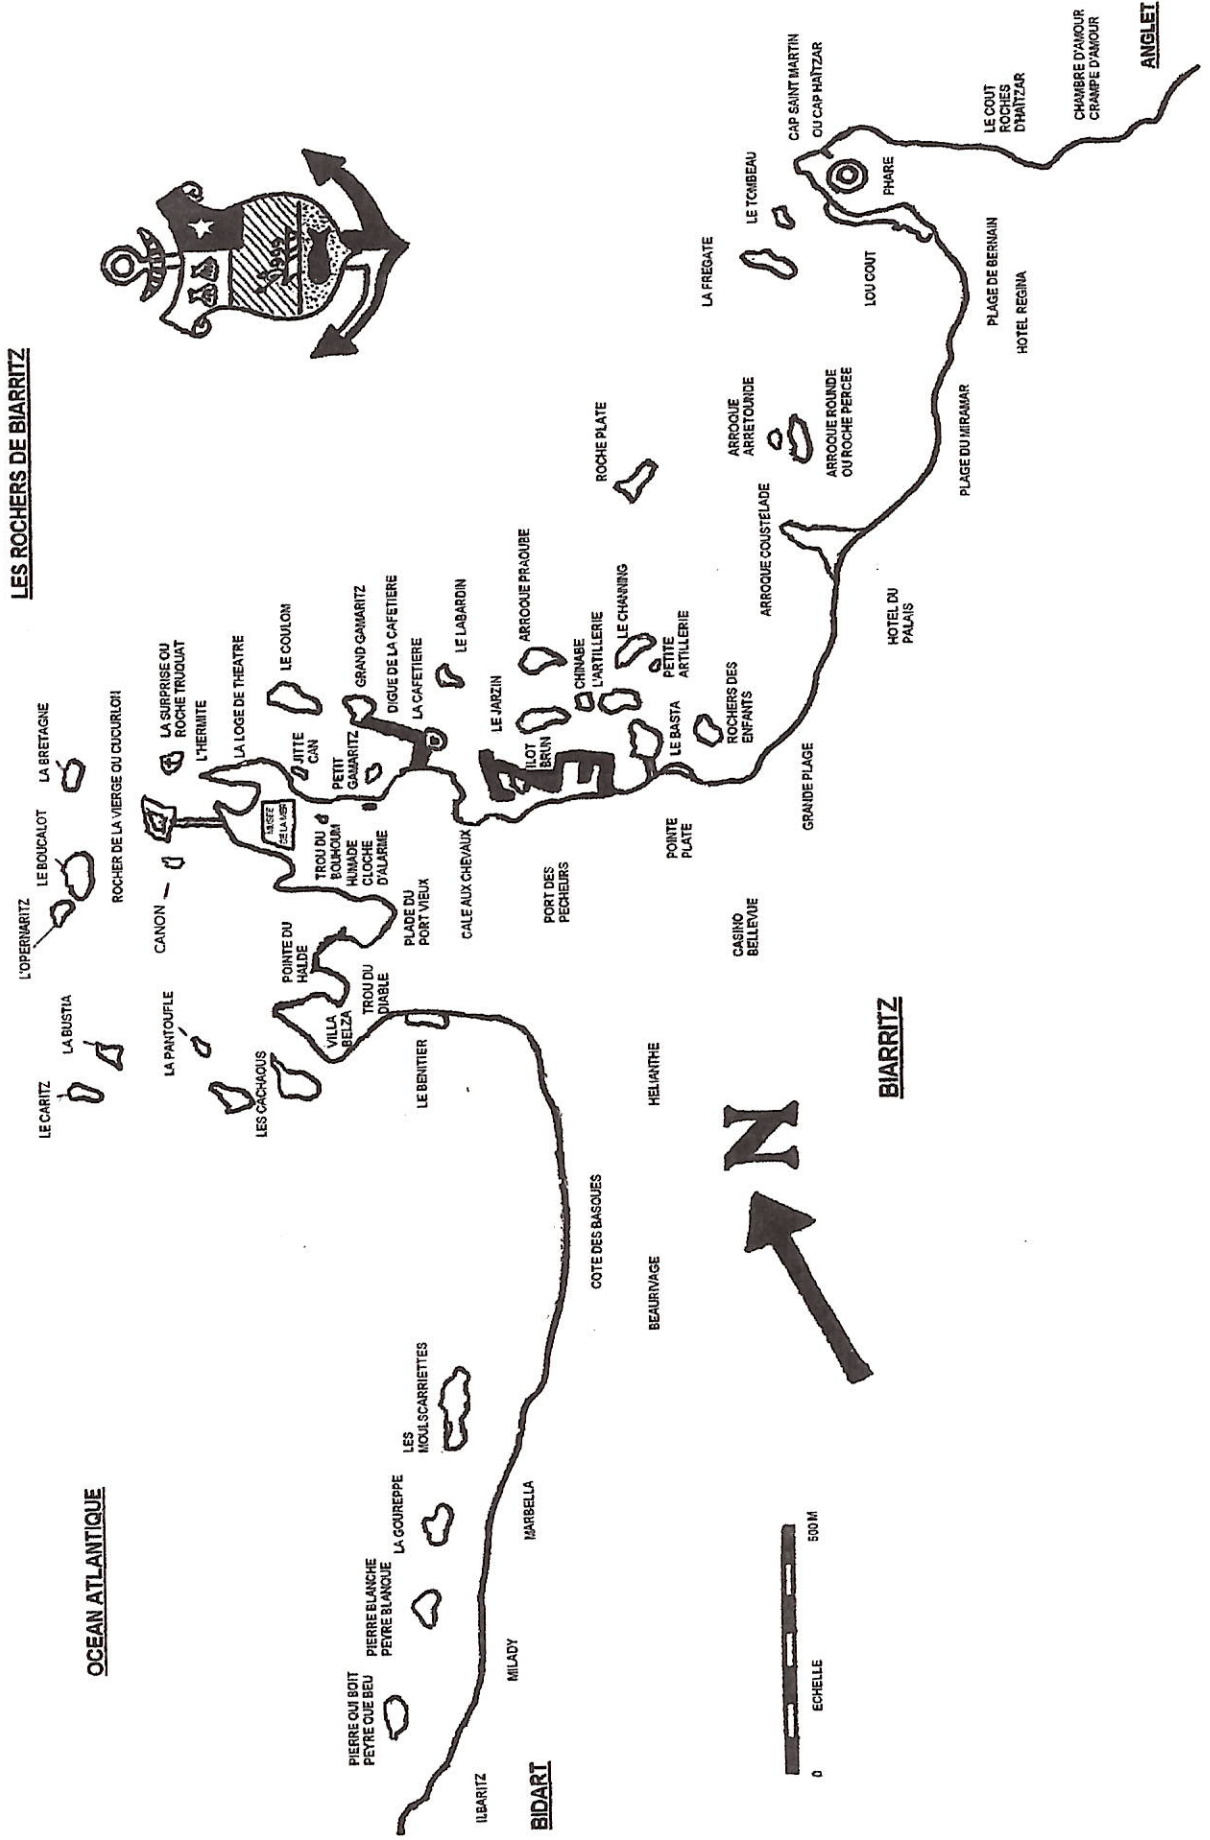 LES ROCHERS DE BIARRITZ
OCEAN ATLANTIQUE
LE CARITZ
LA BUSTIA
L'OPERNARITZ
LE BOUCALOT
LA BRETAGNE
ROCHER DE LA VIERGE OU CUCURLON
LA SURPRISE OU
ROCHE TRUQUAT
L'HERMITE
LA LOGE DE THEATRE
CANON
LA PANTOUFLE
LES CACHAOUS
POINTE DU
HALDE
VILLA
BELZA
TROU DU
DIABLE
LE BENITIER
PLADE DU
PORT VIEUX
MUSEE
DE LA MER
TROU DU
BOUHOUM
HUMADE
CLOCHE
D'ALARME
JITTE
CAN
LE COULOM
PETIT
GAMARITZ
GRAND GAMARITZ
DIGUE DE LA CAFETIERE
LA CAFETIERE
LE LABARDIN
CALE AUX CHEVAUX
LE JARZIN
ILOT
BRUN
ARROQUE PRAOUBE
CHINABE
L'ARTILLERIE
LE CHANNING
PETITE
ARTILLERIE
PORT DES
PECHEURS
LE BASTA
ROCHERS DES
ENFANTS
POINTE
PLATE
ROCHE PLATE
CASINO
BELLEVUE
GRANDE PLAGE
ARROQUE COUSTELADE
HOTEL DU
PALAIS
ARROQUE
ARRETOUNDE
ARROQUE ROUNDE
OU ROCHE PERCEE
PLAGE DU MIRAMAR
LA FREGATE
LE TOMBEAU
LOU COUT
PLAGE DE BERNAIN
HOTEL REGINA
CAP SAINT MARTIN
OU CAP HAÏTZAR
PHARE
LE COUT
ROCHES
D'HAÏTZAR
CHAMBRE D'AMOUR
CRAMPE D'AMOUR
ANGLET
BIARRITZ
HELIANTHE
COTE DES BASQUES
BEAURIVAGE
N
LES
MOULSCARRIETTES
LA GOUREPPE
MARBELLA
PIERRE BLANCHE
PEYRE BLANQUE
MILADY
PIERRE QUI BOIT
PEYRE QUE BEU
ILBARITZ
BIDART
0
ECHELLE
500 M